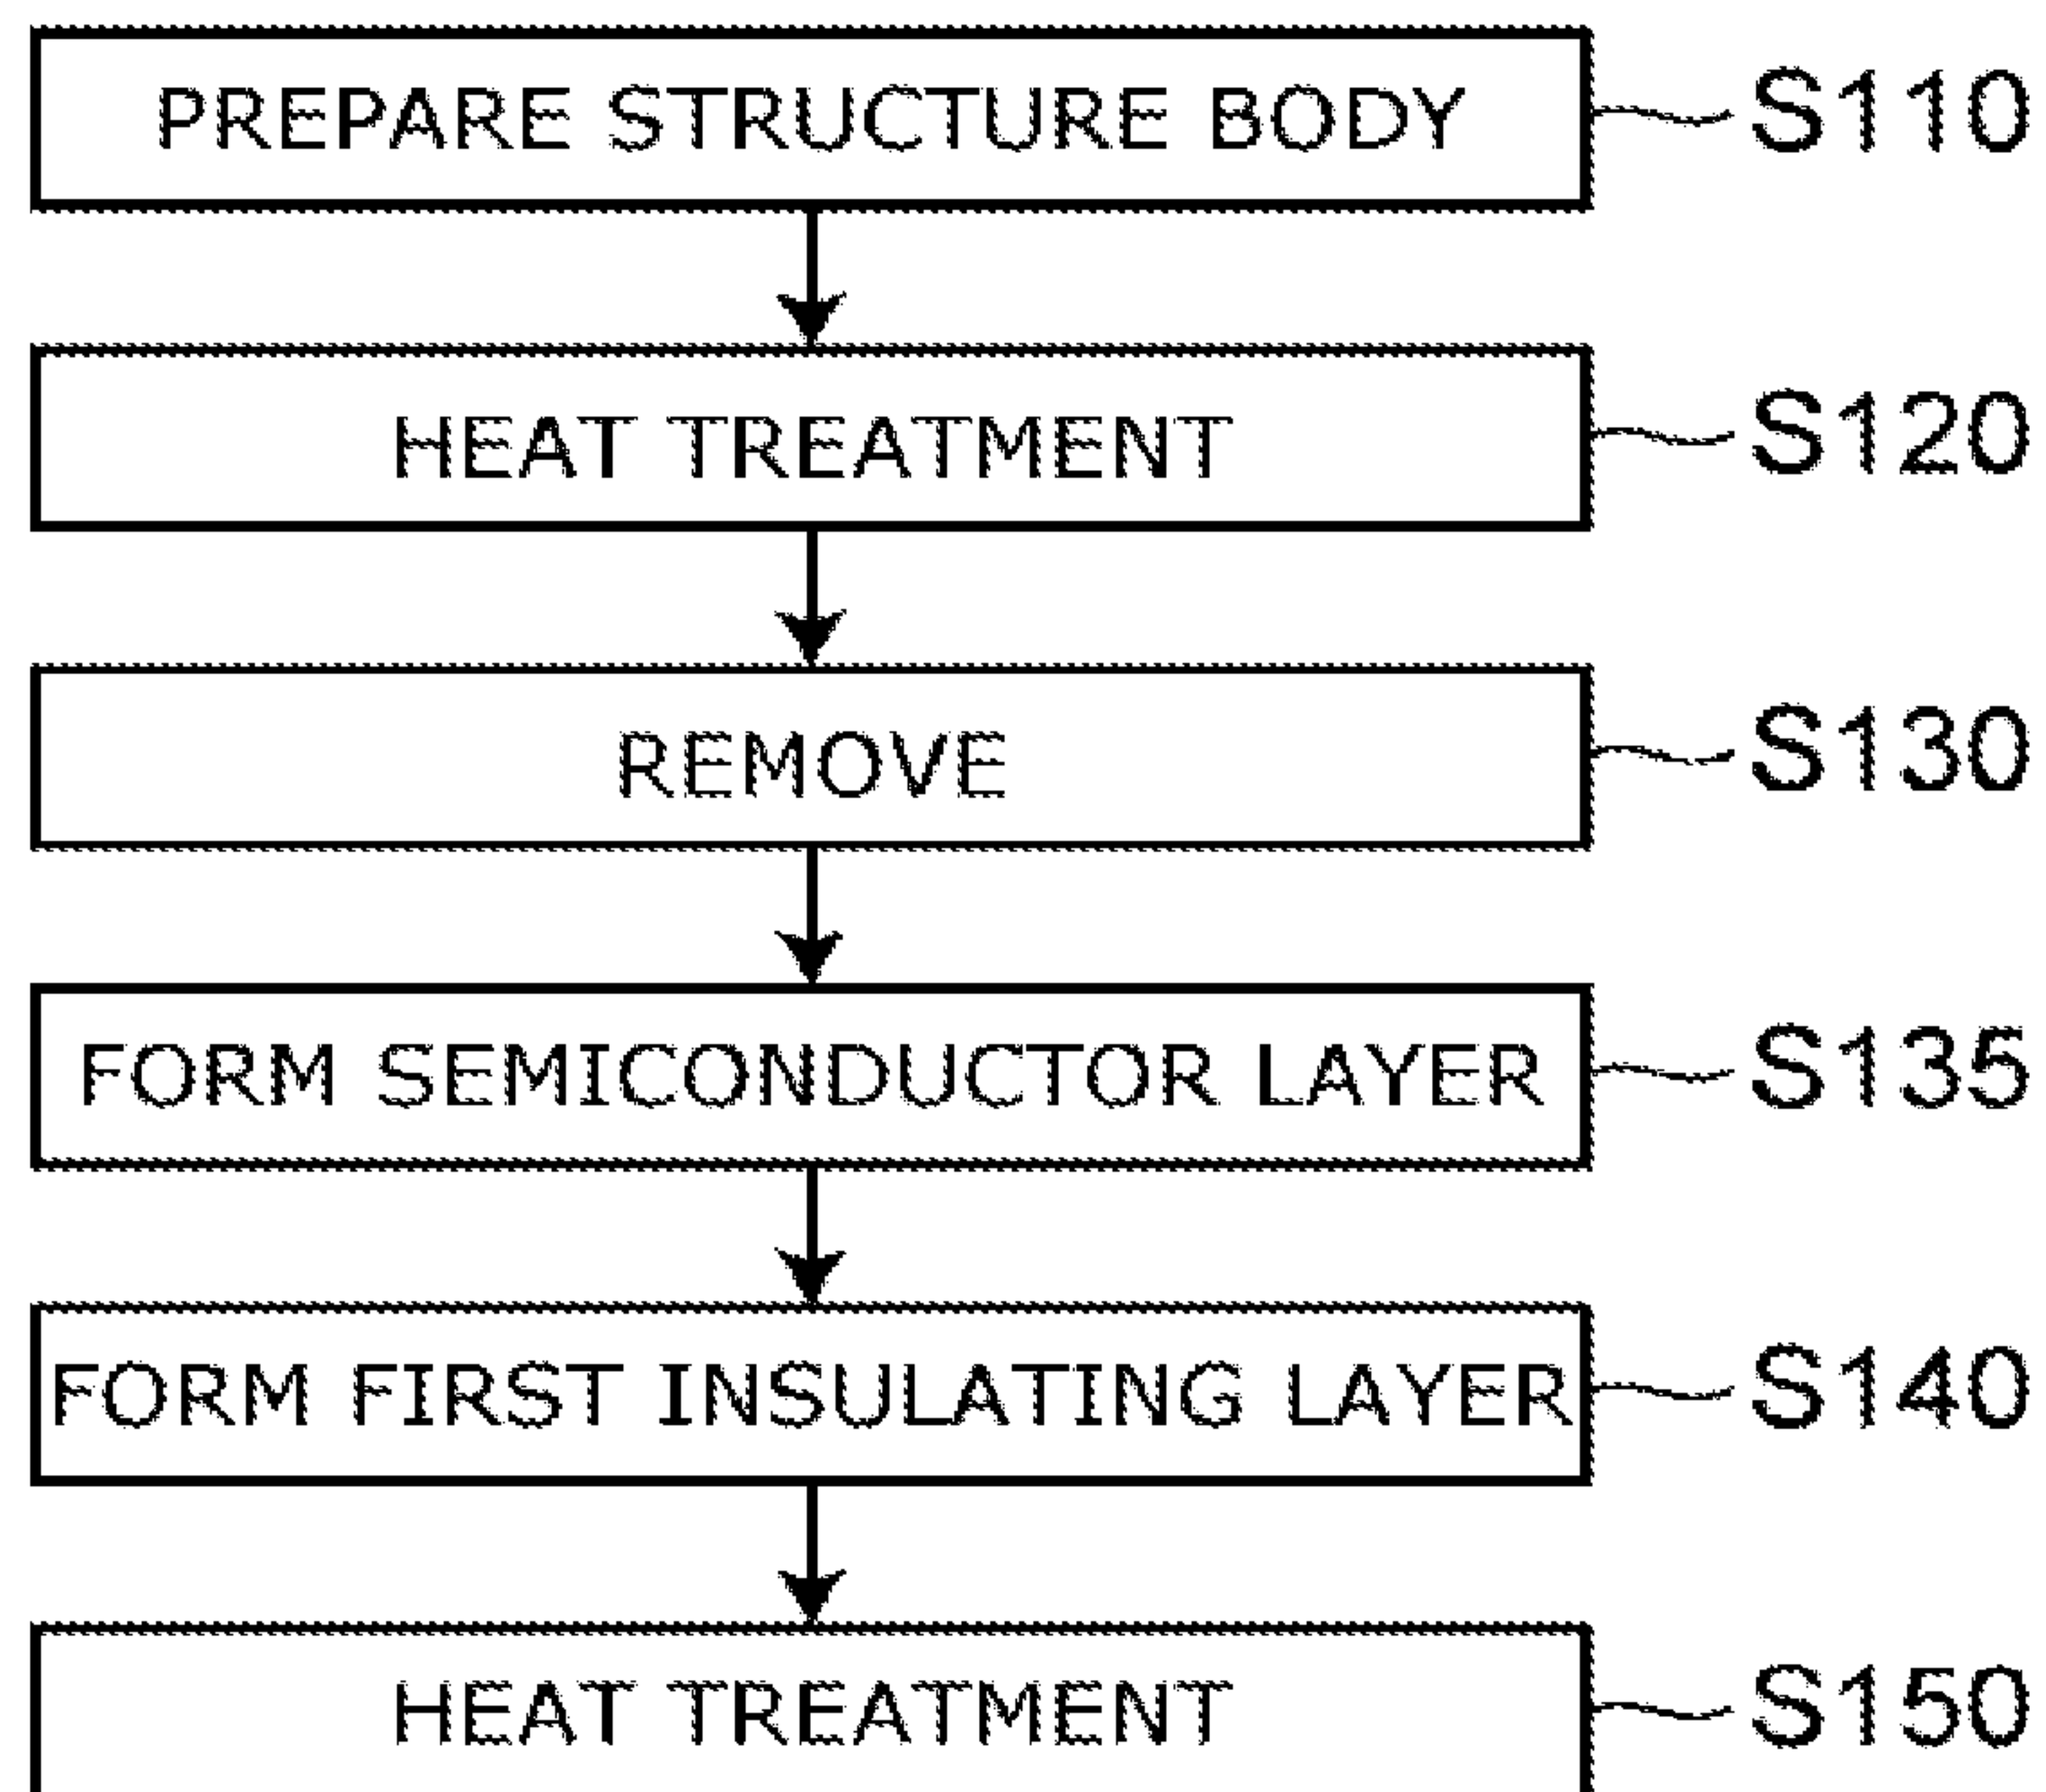 PREPARE STRUCTURE BODY S110
HEAT TREATMENT S120
REMOVE S130
FORM SEMICONDUCTOR LAYER S135
FORM FIRST INSULATING LAYER S140
HEAT TREATMENT S150